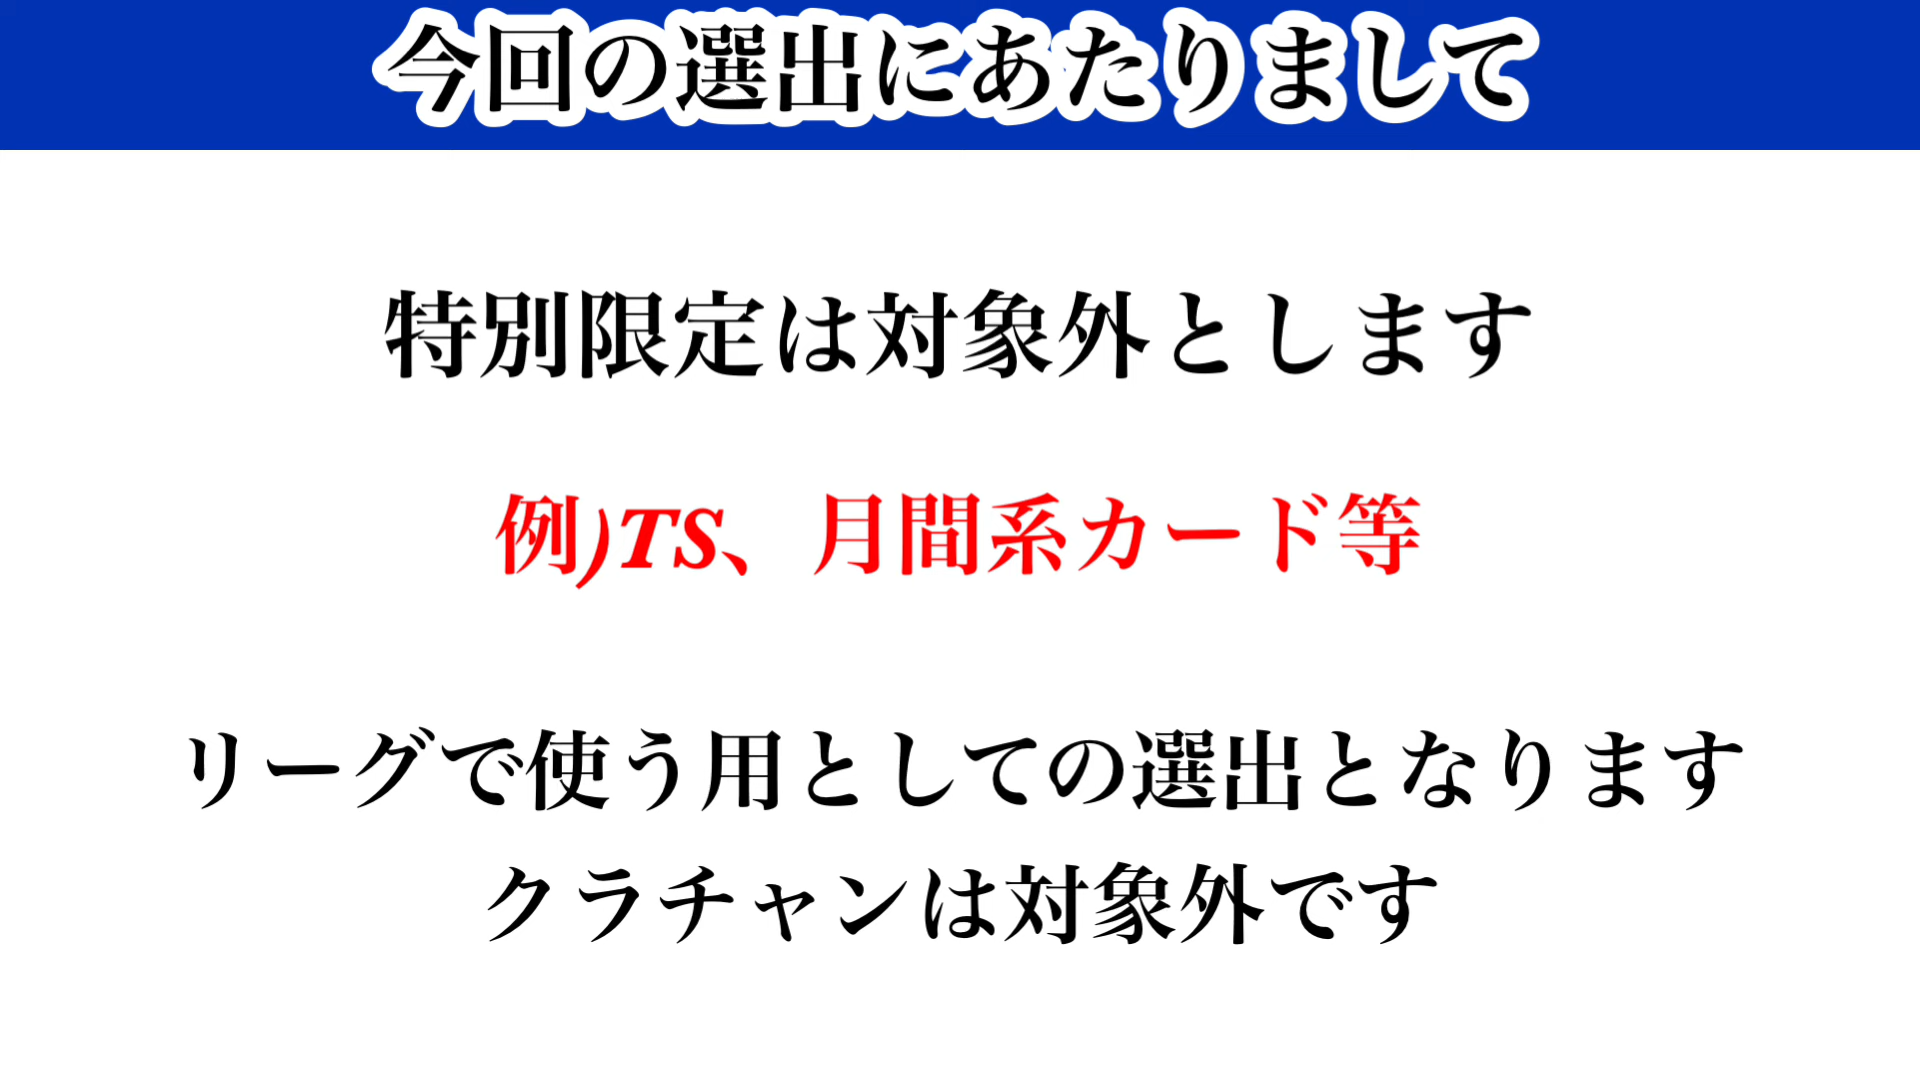 今回の選出にあたりまして
特別限定は対象外とします
例)TS、月間系カード等
リーグで使う用としての選出となります
クラチャンは対象外です